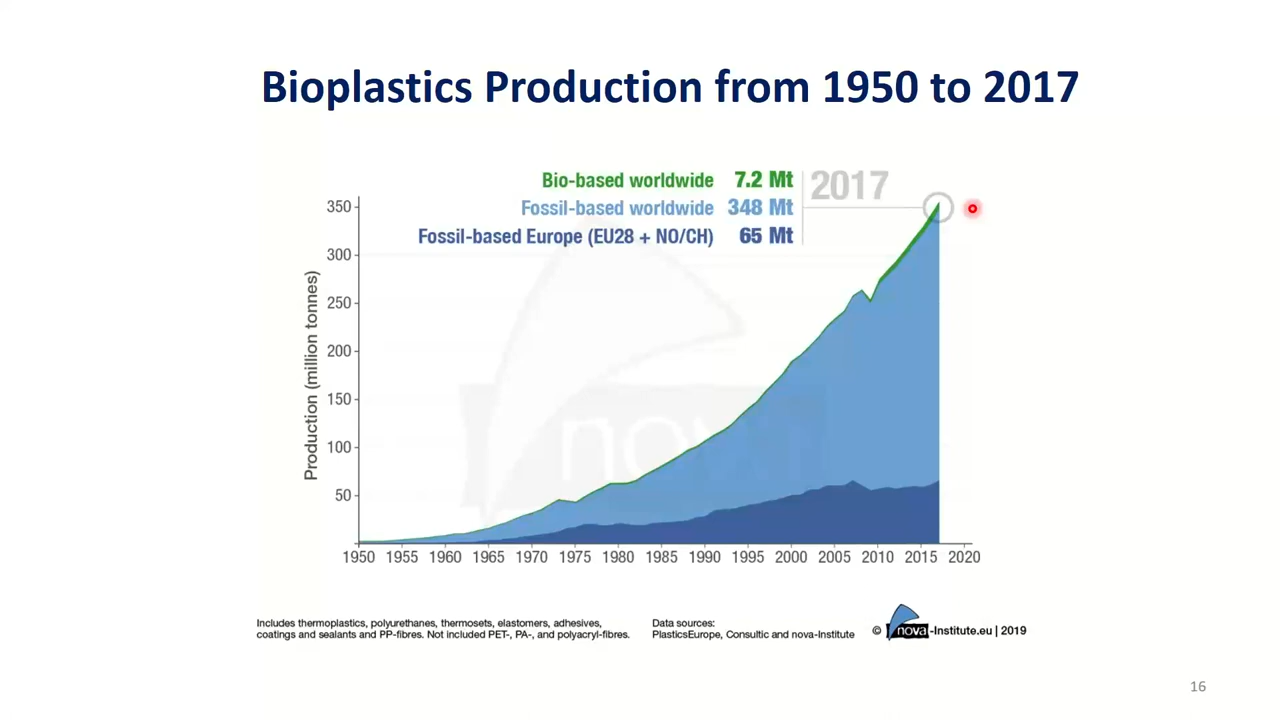 Bioplastics Production from 1950 to 2017
Bio-based worldwide 7.2 Mt
2017
Fossil-based worldwide 348 Mt
Fossil-based Europe (EU28 + NO/CH) 65 Mt
Production (million tonnes)
350
300
250
200
150
100
50
1950 1955 1960 1965 1970 1975 1980 1985 1990 1995 2000 2005 2010 2015 2020
nova
Includes thermoplastics, polyurethanes, thermosets, elastomers, adhesives,
coatings and sealants and PP-fibres. Not included PET-, PA-, and polyacryl-fibres.
Data sources:
PlasticsEurope, Consultic and nova-Institute
© nova-Institute.eu | 2019
16